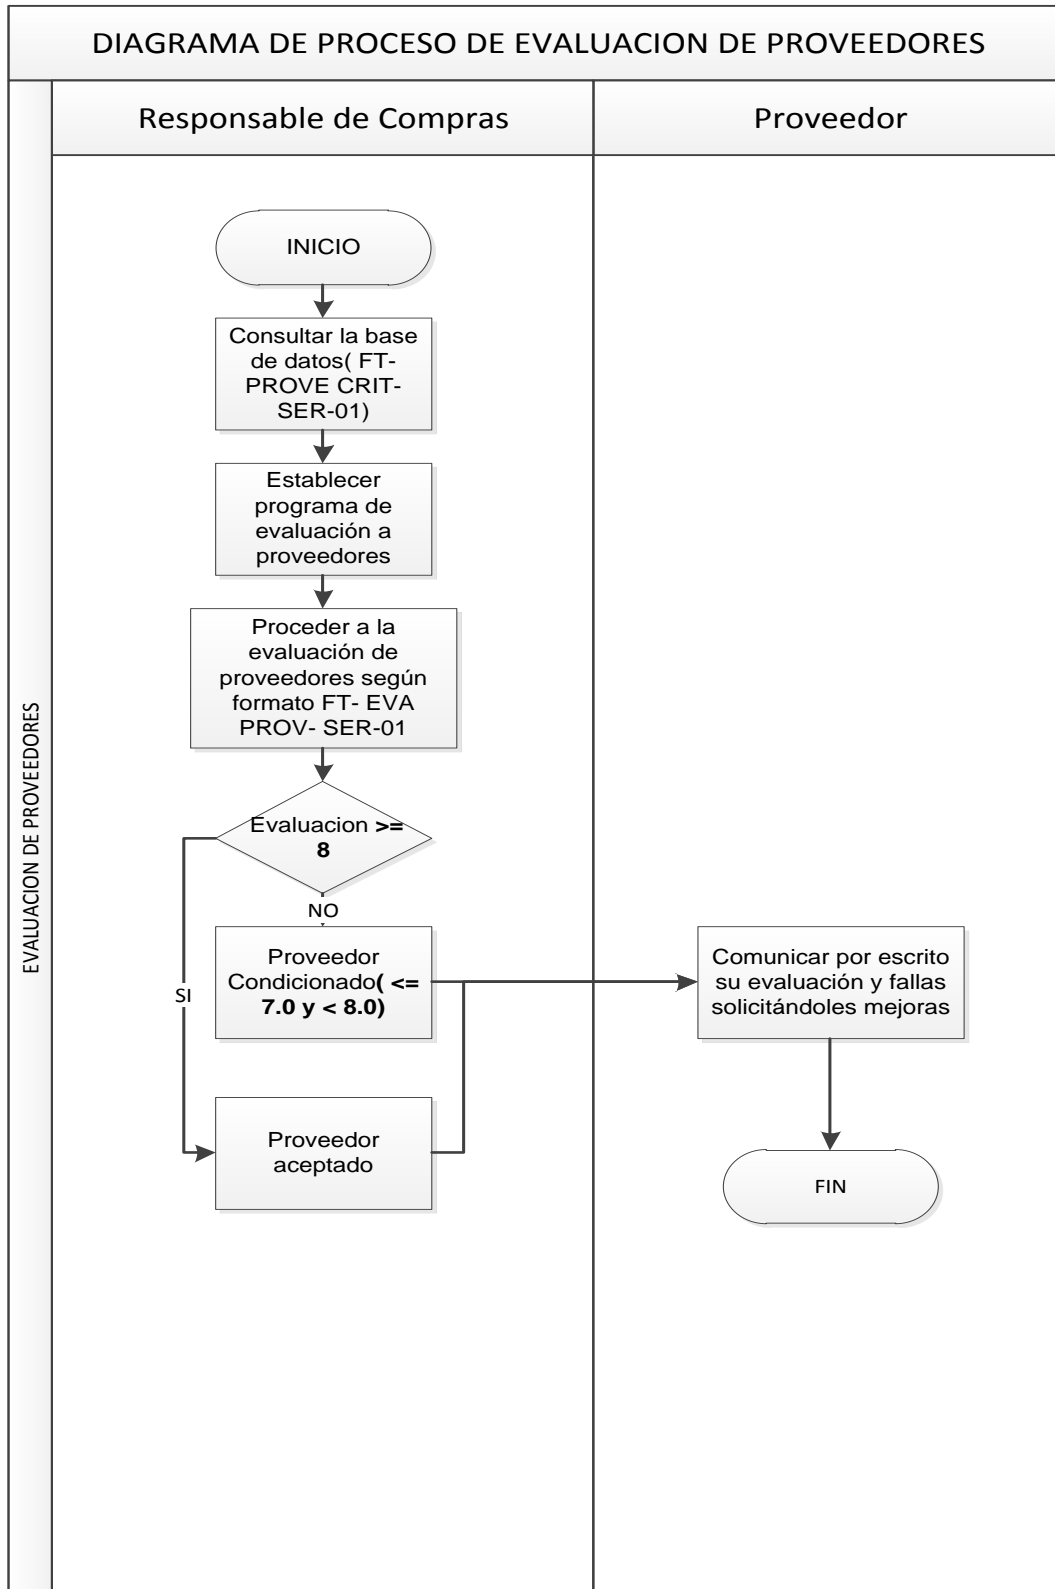 DIAGRAMA DE PROCESO DE EVALUACION DE PROVEEDORES
Responsable de Compras
Proveedor
EVALUACION DE PROVEEDORES
INICIO
Consultar la base
de datos( FT-
PROVE CRIT-
SER-01)
Establecer
programa de
evaluación a
proveedores
Proceder a la
evaluación de
proveedores según
formato FT- EVA
PROV- SER-01
Evaluacion >=
8
NO
SI
Proveedor
Condicionado( <=
7.0 y < 8.0)
Proveedor
aceptado
Comunicar por escrito
su evaluación y fallas
solicitándoles mejoras
FIN